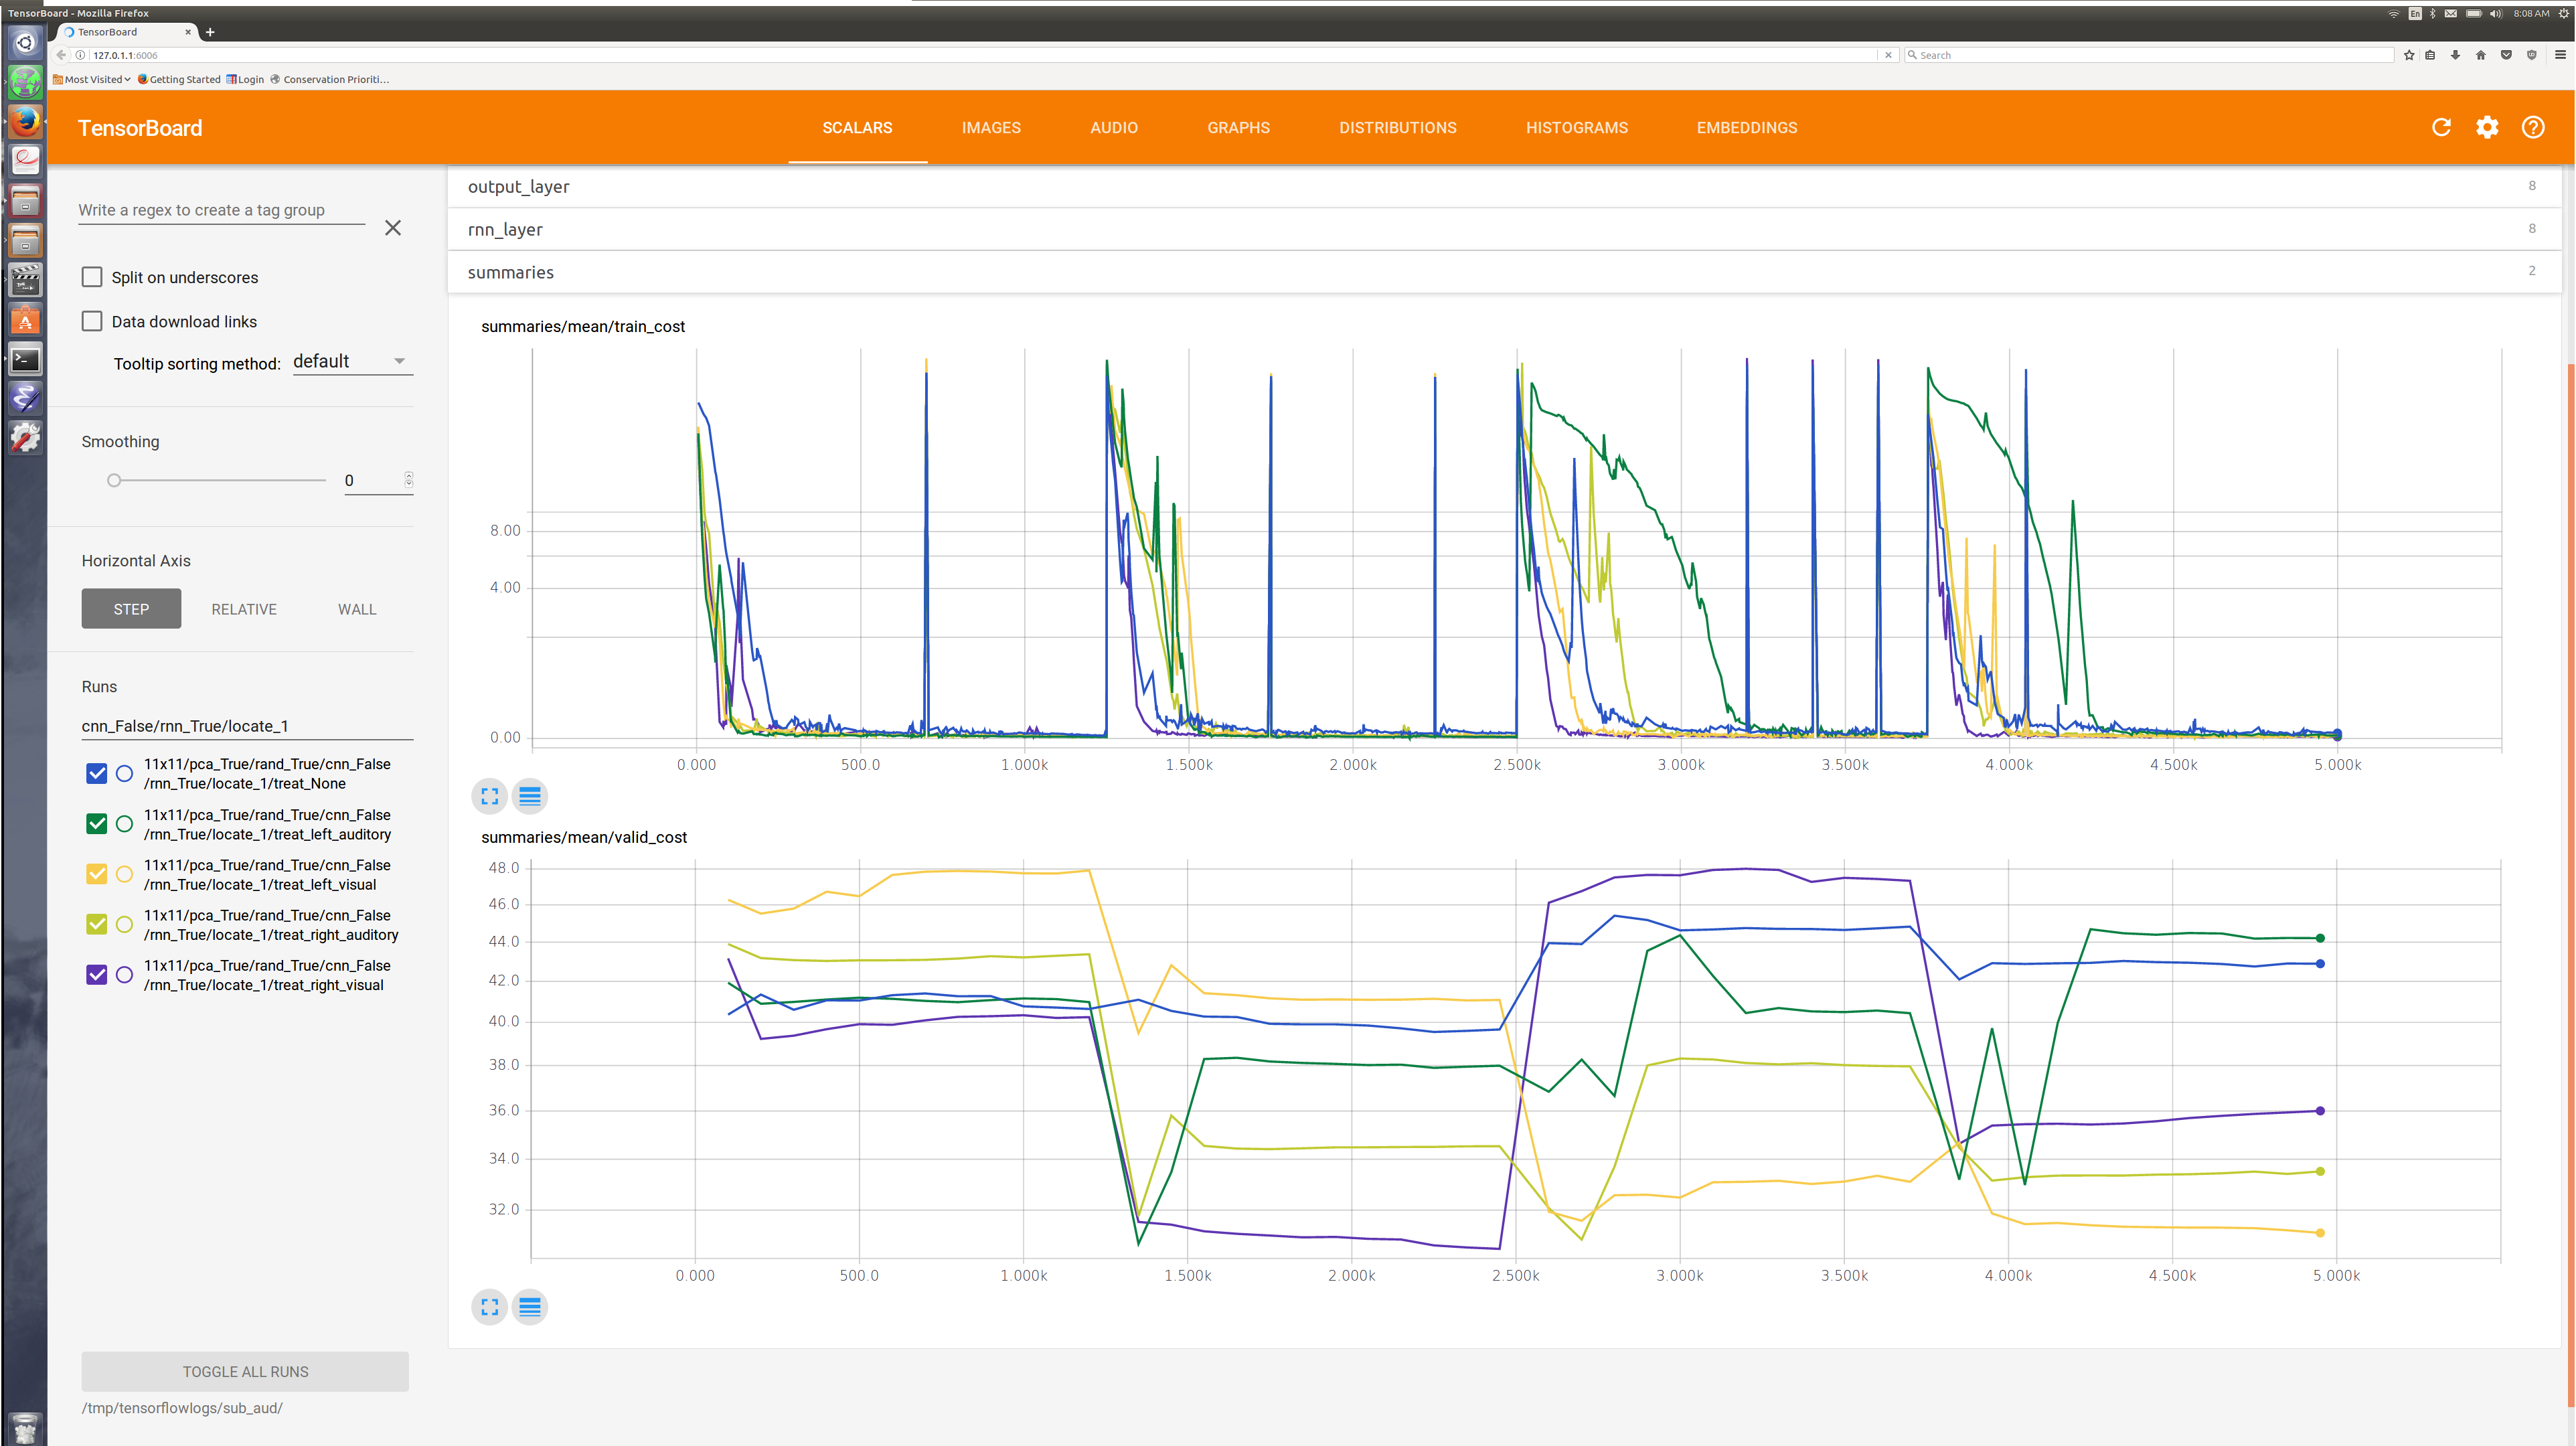 TensorBoard - Mozilla Firefox
En
8:08 AM
TensorBoard
127.0.1.1:6006
Search
Most Visited
Getting Started
Login
Conservation Prioriti...
TensorBoard
SCALARS
IMAGES
AUDIO
GRAPHS
DISTRIBUTIONS
HISTOGRAMS
EMBEDDINGS
Write a regex to create a tag group
Split on underscores
Data download links
Tooltip sorting method: default
Smoothing
0
Horizontal Axis
STEP RELATIVE WALL
Runs
cnn_False/rnn_True/locate_1
11x11/pca_True/rand_True/cnn_False
/rnn_True/locate_1/treat_None
11x11/pca_True/rand_True/cnn_False
/rnn_True/locate_1/treat_left_auditory
11x11/pca_True/rand_True/cnn_False
/rnn_True/locate_1/treat_left_visual
11x11/pca_True/rand_True/cnn_False
/rnn_True/locate_1/treat_right_auditory
11x11/pca_True/rand_True/cnn_False
/rnn_True/locate_1/treat_right_visual
TOGGLE ALL RUNS
/tmp/tensorflowlogs/sub_aud/
output_layer 8
rnn_layer 8
summaries 2
summaries/mean/train_cost
8.00
4.00
0.00
0.000 500.0 1.000k 1.500k 2.000k 2.500k 3.000k 3.500k 4.000k 4.500k 5.000k
summaries/mean/valid_cost
48.0
46.0
44.0
42.0
40.0
38.0
36.0
34.0
32.0
0.000 500.0 1.000k 1.500k 2.000k 2.500k 3.000k 3.500k 4.000k 4.500k 5.000k